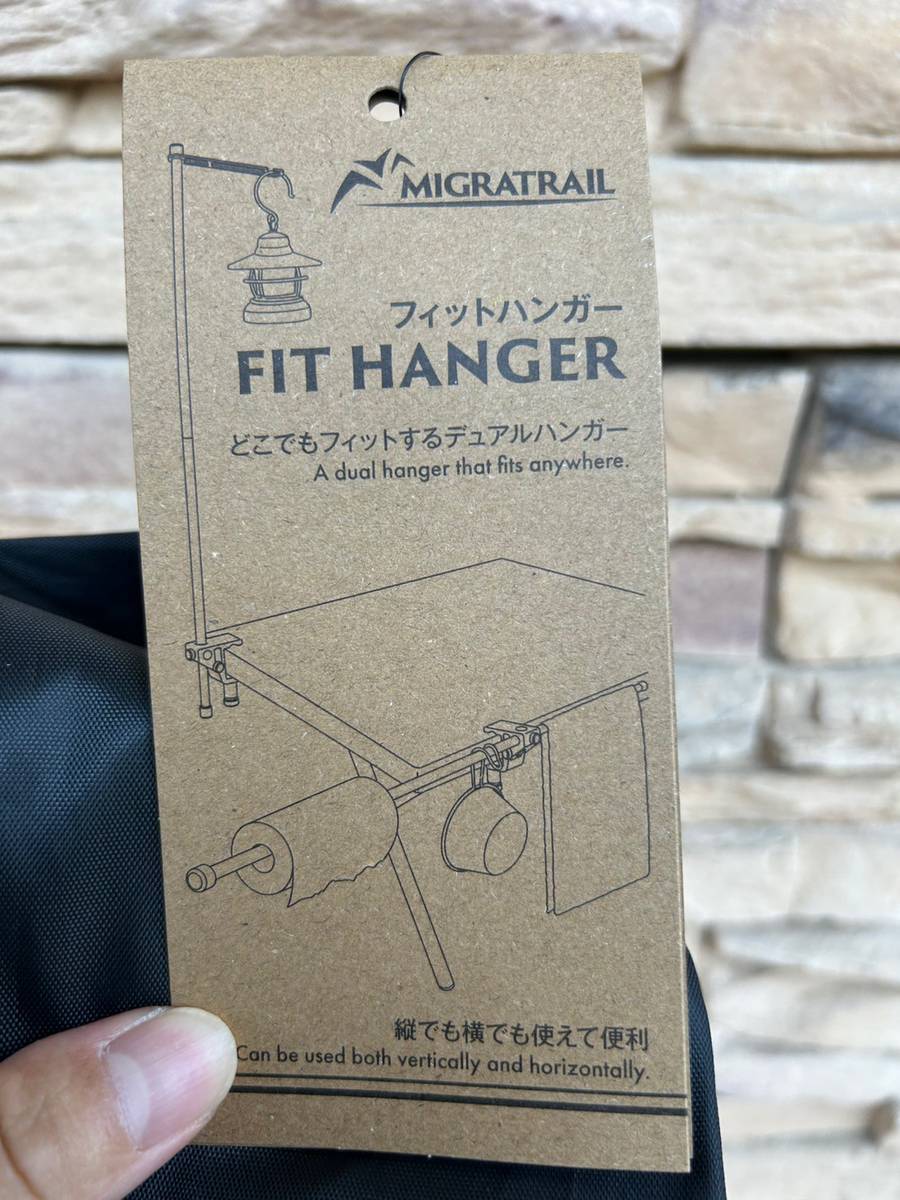 MIGRATRAIL
フィットハンガー
FIT HANGER
どこでもフィットするデュアルハンガー
A dual hanger that fits anywhere.
縦でも横でも使えて便利
Can be used both vertically and horizontally.